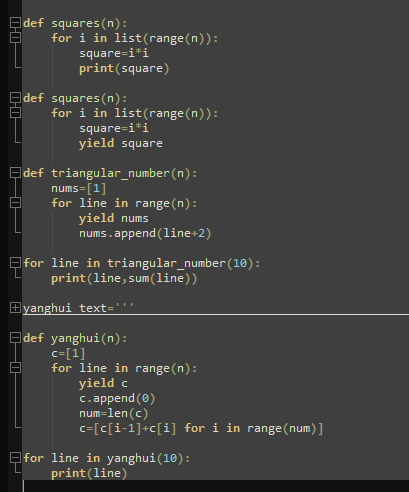 def squares(n):
    for i in list(range(n)):
        square=i*i
        print(square)
def squares(n):
    for i in list(range(n)):
        square=i*i
        yield square
def triangular_number(n):
    nums=[1]
    for line in range(n):
        yield nums
        nums.append(line+2)
for line in triangular_number(10):
    print(line,sum(line))
yanghui text='''
def yanghui(n):
    c=[1]
    for line in range(n):
        yield c
        c.append(0)
        num=len(c)
        c=[c[i-1]+c[i] for i in range(num)]
for line in yanghui(10):
    print(line)